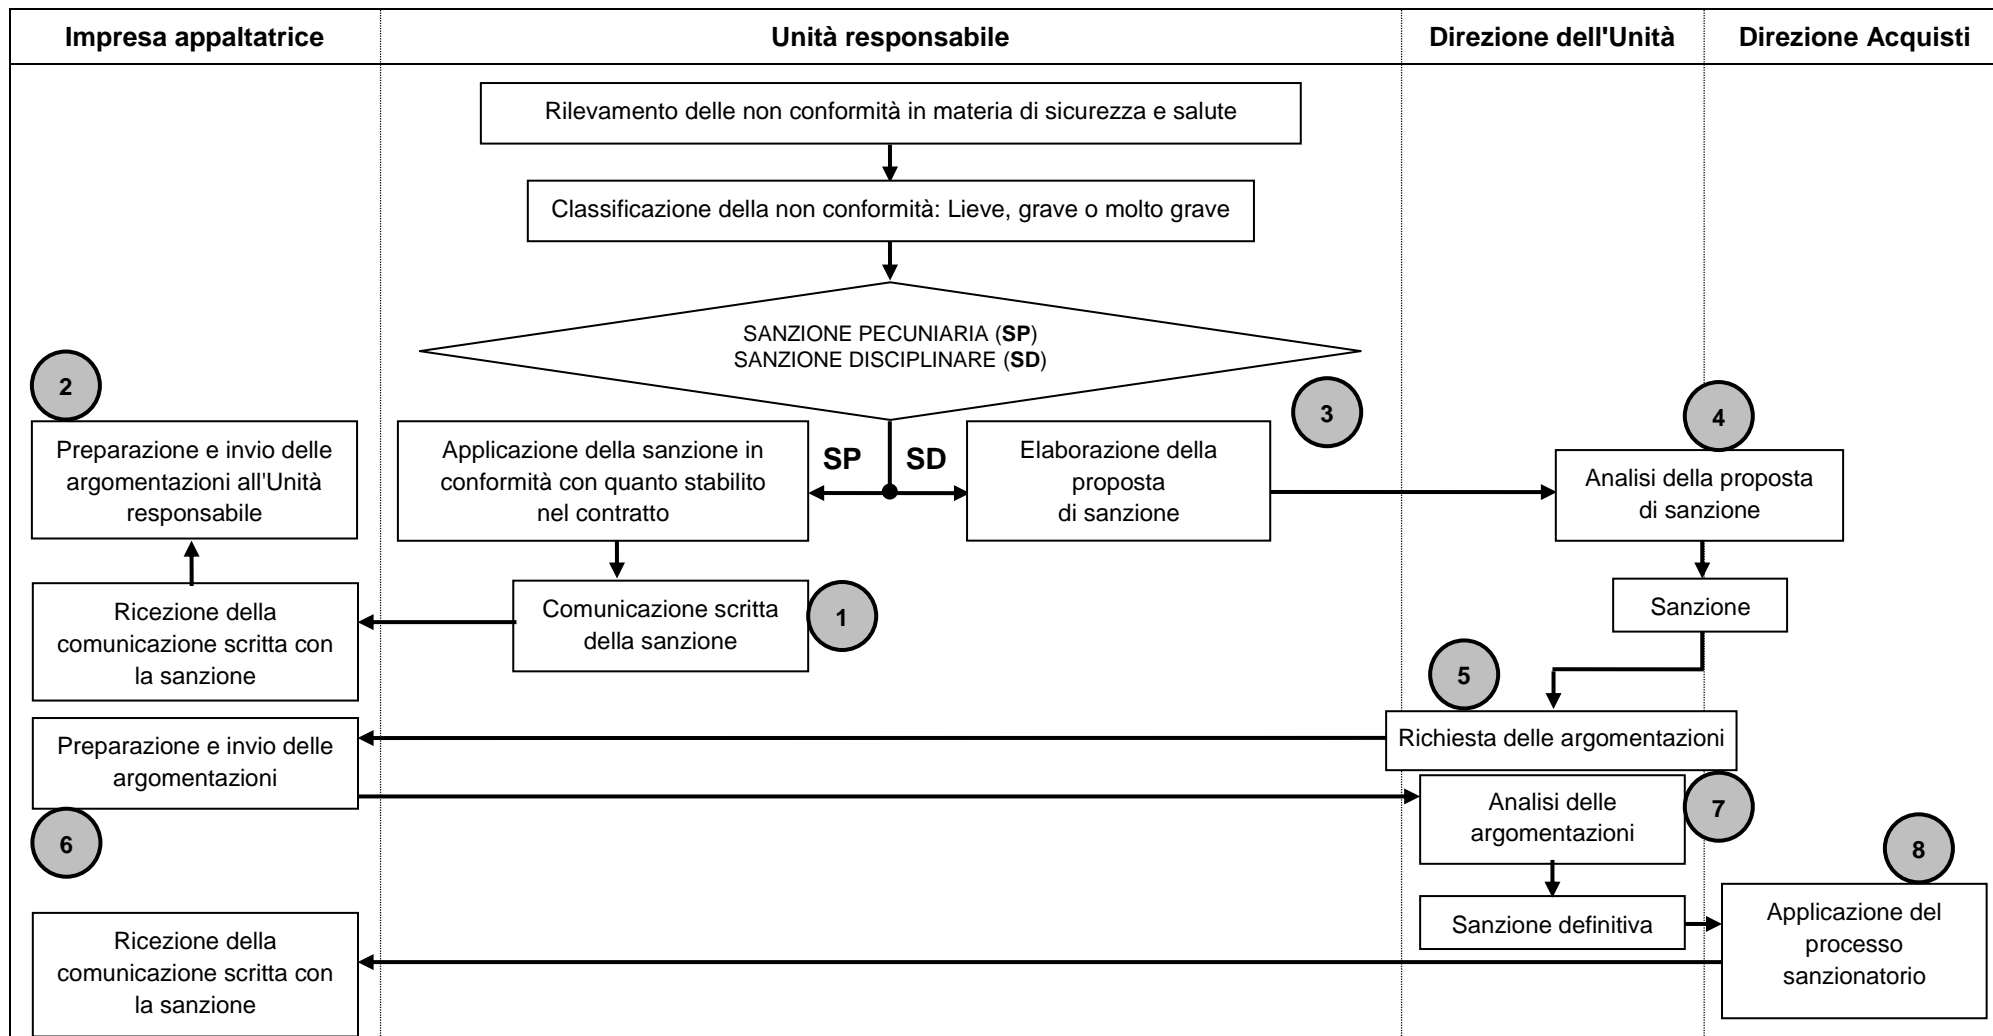 Impresa appaltatrice
Unità responsabile
Direzione dell'Unità
Direzione Acquisti
Rilevamento delle non conformità in materia di sicurezza e salute
Classificazione della non conformità: Lieve, grave o molto grave
SANZIONE PECUNIARIA (SP)
SANZIONE DISCIPLINARE (SD)
2
3
4
Preparazione e invio delle
argomentazioni all'Unità
responsabile
Applicazione della sanzione in
conformità con quanto stabilito
nel contratto
SP
SD
Elaborazione della
proposta
di sanzione
Analisi della proposta
di sanzione
Ricezione della
comunicazione scritta con
la sanzione
Comunicazione scritta
della sanzione
1
Sanzione
5
Preparazione e invio delle
argomentazioni
Richiesta delle argomentazioni
6
Analisi delle
argomentazioni
7
8
Sanzione definitiva
Applicazione del
processo
sanzionatorio
Ricezione della
comunicazione scritta con
la sanzione